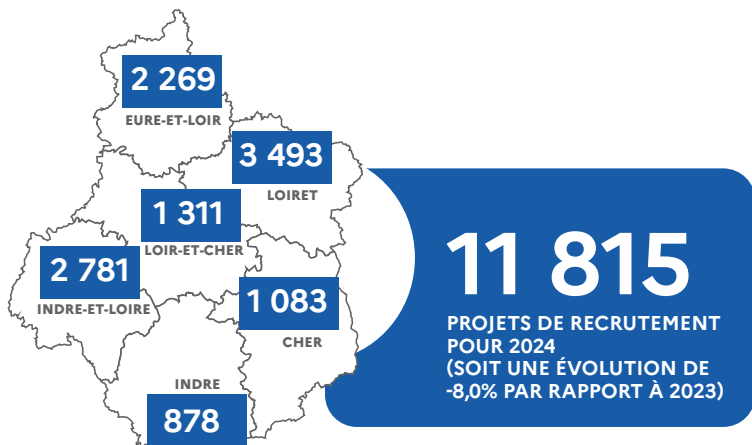 2 269
EURE-ET-LOIR
3 493
LOIRET
1 311
LOIR-ET-CHER
2 781
INDRE-ET-LOIRE
1 083
CHER
INDRE
878
11 815
PROJETS DE RECRUTEMENT
POUR 2024
(SOIT UNE ÉVOLUTION DE
-8,0% PAR RAPPORT À 2023)